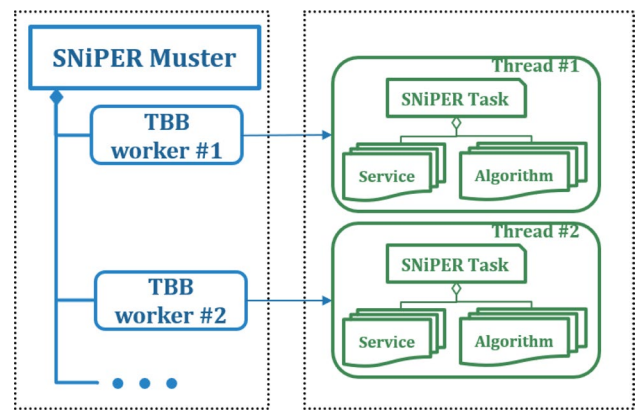 SNiPER Muster
TBB
worker #1
TBB
worker #2
Thread #1
SNiPER Task
Service
Algorithm
Thread #2
SNiPER Task
Service
Algorithm